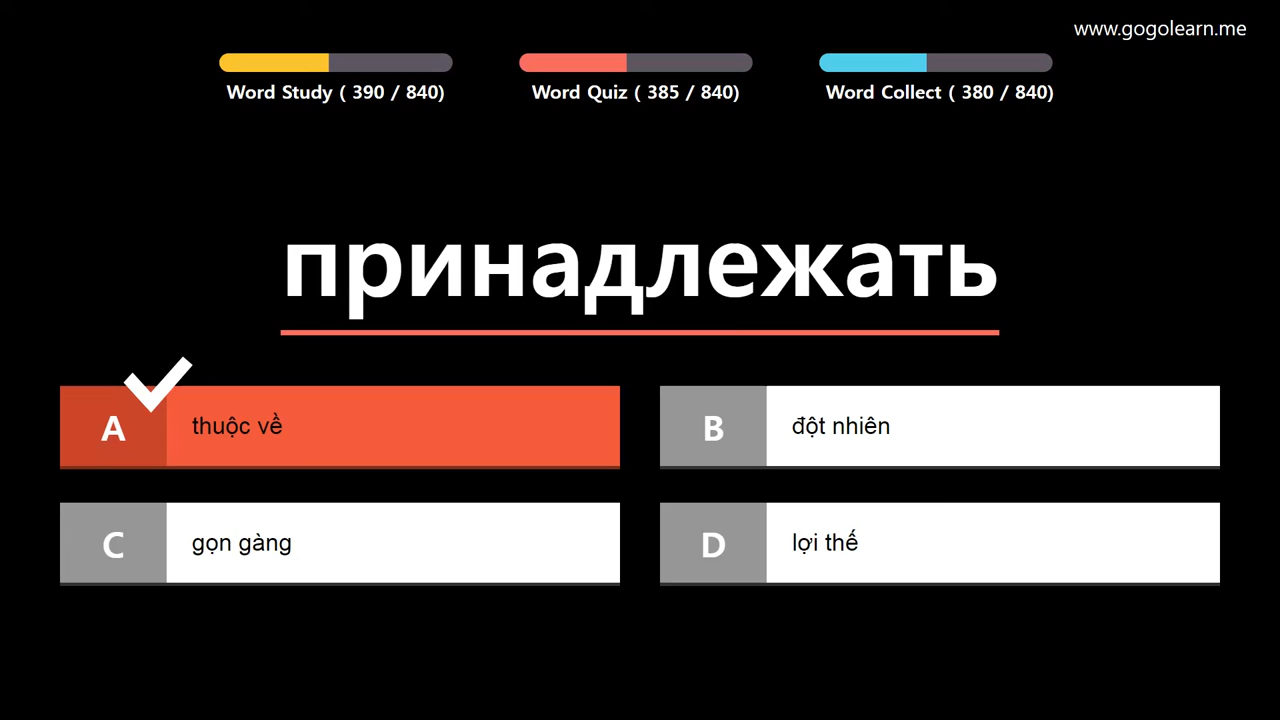 www.gogolearn.me
Word Study ( 390 / 840)
Word Quiz ( 385 / 840)
Word Collect ( 380 / 840)
принадлежать
A thuộc về
B đột nhiên
C gọn gàng
D lợi thế